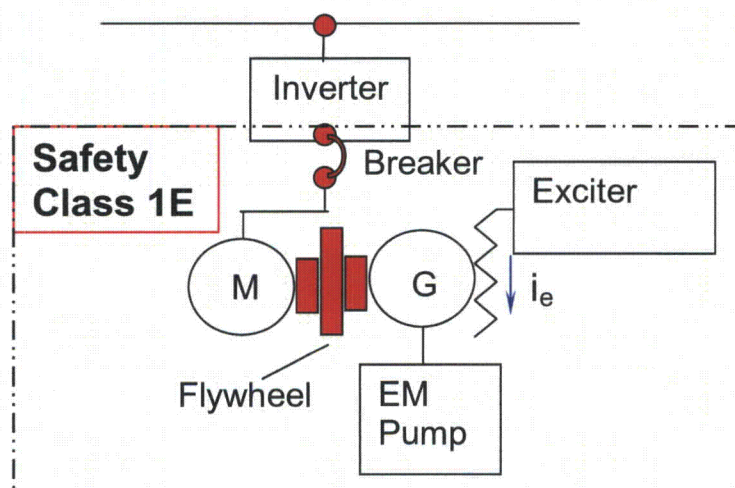 Inverter
Safety
Class 1E
Breaker
Exciter
M
G
iₑ
Flywheel
EM
Pump